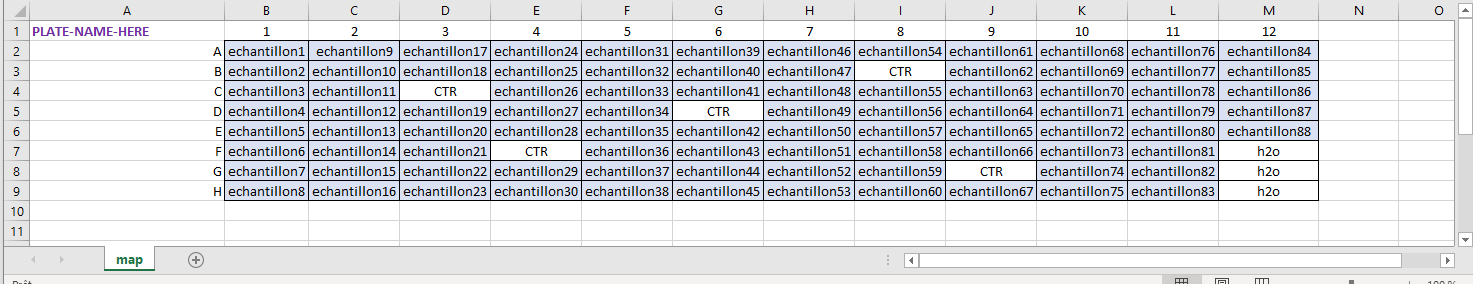 A B C D E F G H I J K L M N O
1 PLATE-NAME-HERE 1 2 3 4 5 6 7 8 9 10 11 12
2 A echantillon1 echantillon9 echantillon17 echantillon24 echantillon31 echantillon39 echantillon46 echantillon54 echantillon61 echantillon68 echantillon76 echantillon84
3 B echantillon2 echantillon10 echantillon18 echantillon25 echantillon32 echantillon40 echantillon47 CTR echantillon62 echantillon69 echantillon77 echantillon85
4 C echantillon3 echantillon11 CTR echantillon26 echantillon33 echantillon41 echantillon48 echantillon55 echantillon63 echantillon70 echantillon78 echantillon86
5 D echantillon4 echantillon12 echantillon19 echantillon27 echantillon34 CTR echantillon49 echantillon56 echantillon64 echantillon71 echantillon79 echantillon87
6 E echantillon5 echantillon13 echantillon20 echantillon28 echantillon35 echantillon42 echantillon50 echantillon57 echantillon65 echantillon72 echantillon80 echantillon88
7 F echantillon6 echantillon14 echantillon21 CTR echantillon36 echantillon43 echantillon51 echantillon58 echantillon66 echantillon73 echantillon81 h2o
8 G echantillon7 echantillon15 echantillon22 echantillon29 echantillon37 echantillon44 echantillon52 echantillon59 CTR echantillon74 echantillon82 h2o
9 H echantillon8 echantillon16 echantillon23 echantillon30 echantillon38 echantillon45 echantillon53 echantillon60 echantillon67 echantillon75 echantillon83 h2o
10
11
map